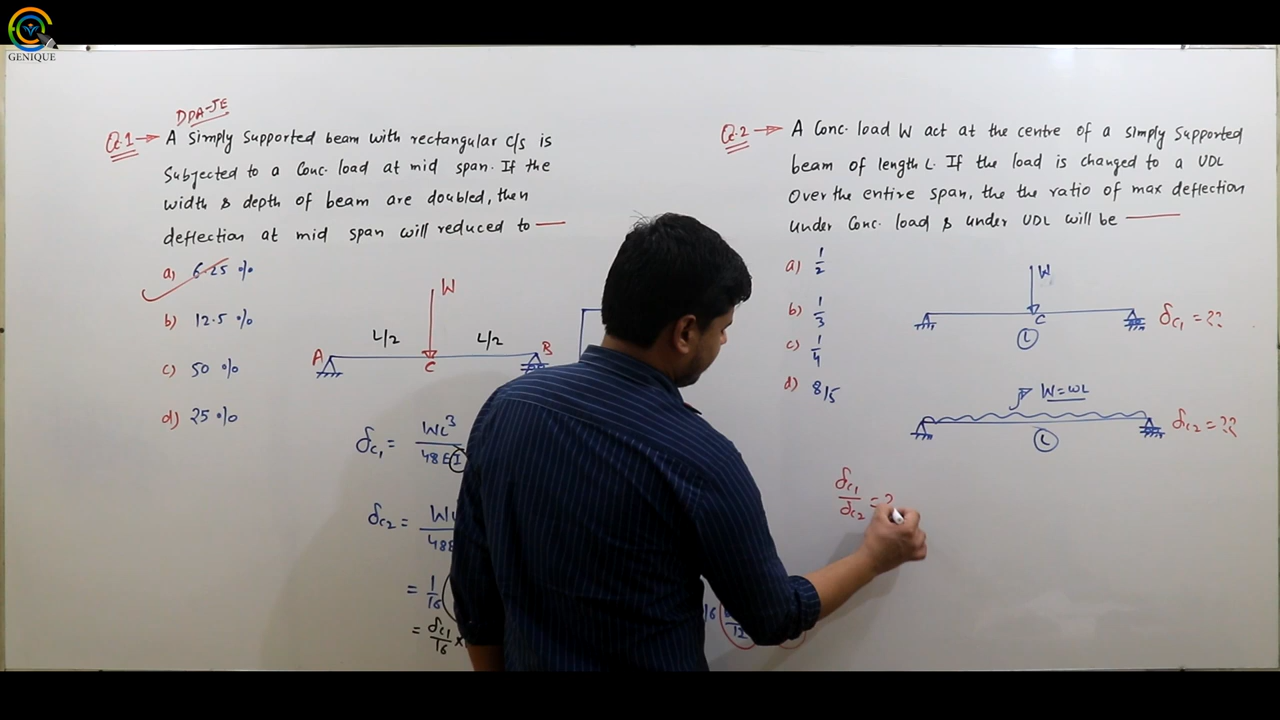 GENIQUE
DDA-JE
Q.1 → A Simply Supported beam with rectangular C/s is
Subjected to a Conc. load at mid span. If the
width & depth of beam are doubled, then
deflection at mid span will reduced to —
a) 6.25 %
b) 12.5 %
c) 50 %
d) 25 %
W
L/2 L/2
A C B
δc₁ = WL³/48EI
δc₂ =
= 1/16
= δc₁/16 ×
Q.2 → A Conc. load W act at the centre of a simply supported
beam of length L. If the load is changed to a UDL
Over the entire span, the the ratio of max deflection
under Conc. load & under UDL will be —
a) 1/2
b) 1/3
c) 1/4
d) 8/5
W
C
L
δc₁ = ??
W=wL
L
δc₂ = ??
δc₁/δc₂ = ?